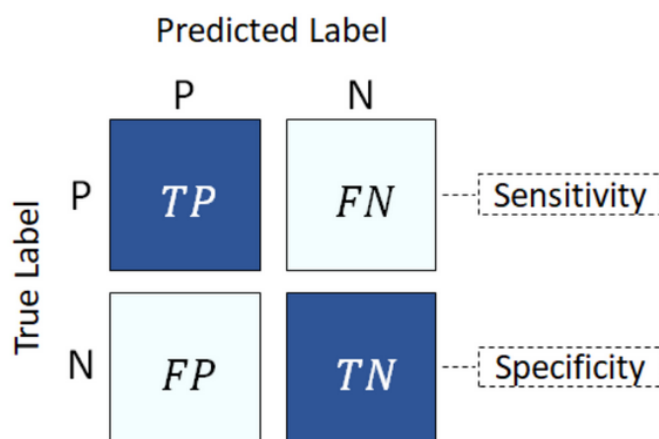 Predicted Label
P N
True Label
P TP FN Sensitivity
N FP TN Specificity